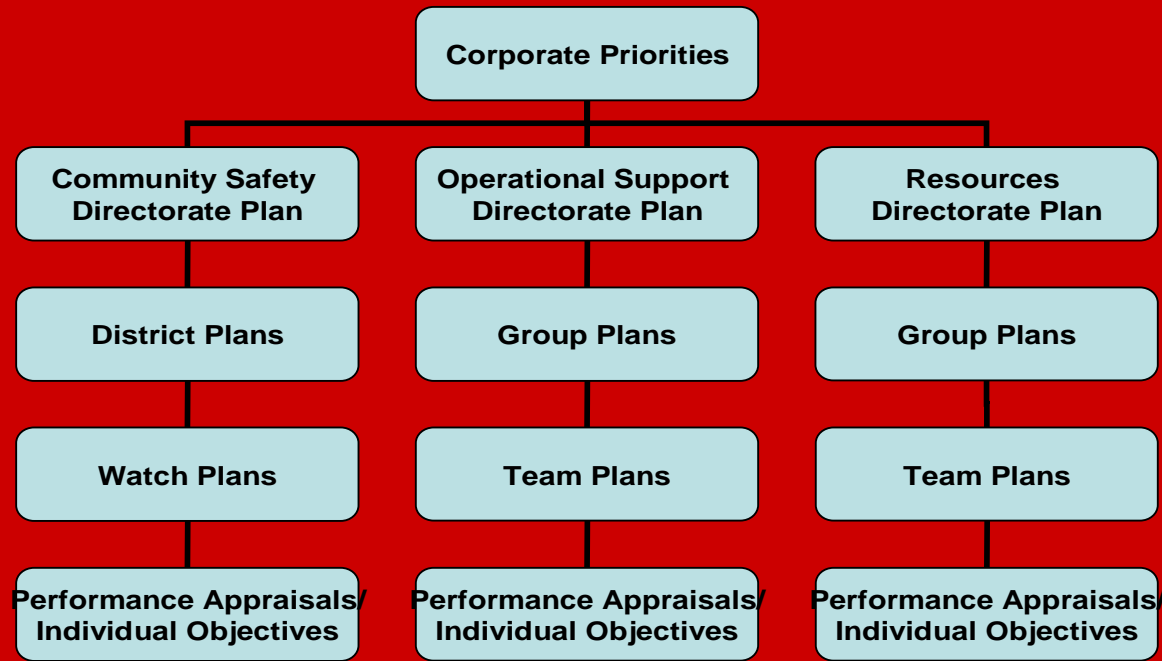 Corporate Priorities
Community Safety
Directorate Plan
Operational Support
Directorate Plan
Resources
Directorate Plan
District Plans
Group Plans
Group Plans
Watch Plans
Team Plans
Team Plans
Performance Appraisals/
Individual Objectives
Performance Appraisals/
Individual Objectives
Performance Appraisals/
Individual Objectives